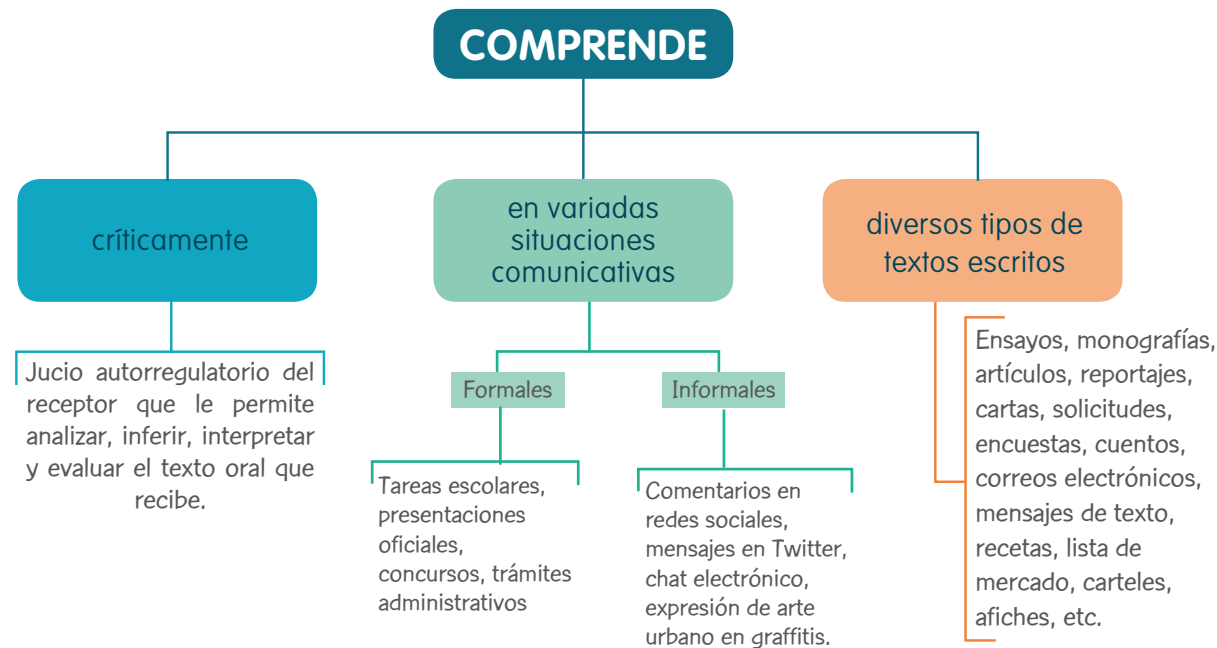 COMPRENDE
críticamente
Jucio autorregulatorio del
receptor que le permite
analizar, inferir, interpretar
y evaluar el texto oral que
recibe.
en variadas
situaciones
comunicativas
Formales
Tareas escolares,
presentaciones
oficiales,
concursos, trámites
administrativos
Informales
Comentarios en
redes sociales,
mensajes en Twitter,
chat electrónico,
expresión de arte
urbano en graffitis.
diversos tipos de
textos escritos
Ensayos, monografías,
artículos, reportajes,
cartas, solicitudes,
encuestas, cuentos,
correos electrónicos,
mensajes de texto,
recetas, lista de
mercado, carteles,
afiches, etc.